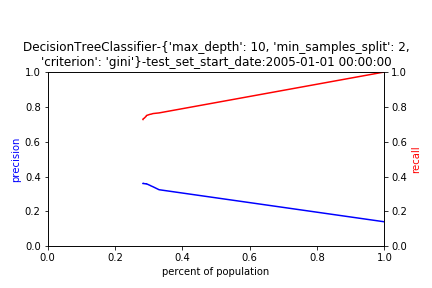 DecisionTreeClassifier-{'max_depth': 10, 'min_samples_split': 2,
'criterion': 'gini'}-test_set_start_date:2005-01-01 00:00:00
1.0
0.8
0.6
0.4
0.2
0.0
precision
1.0
0.8
0.6
0.4
0.2
0.0
recall
0.0 0.2 0.4 0.6 0.8 1.0
percent of population